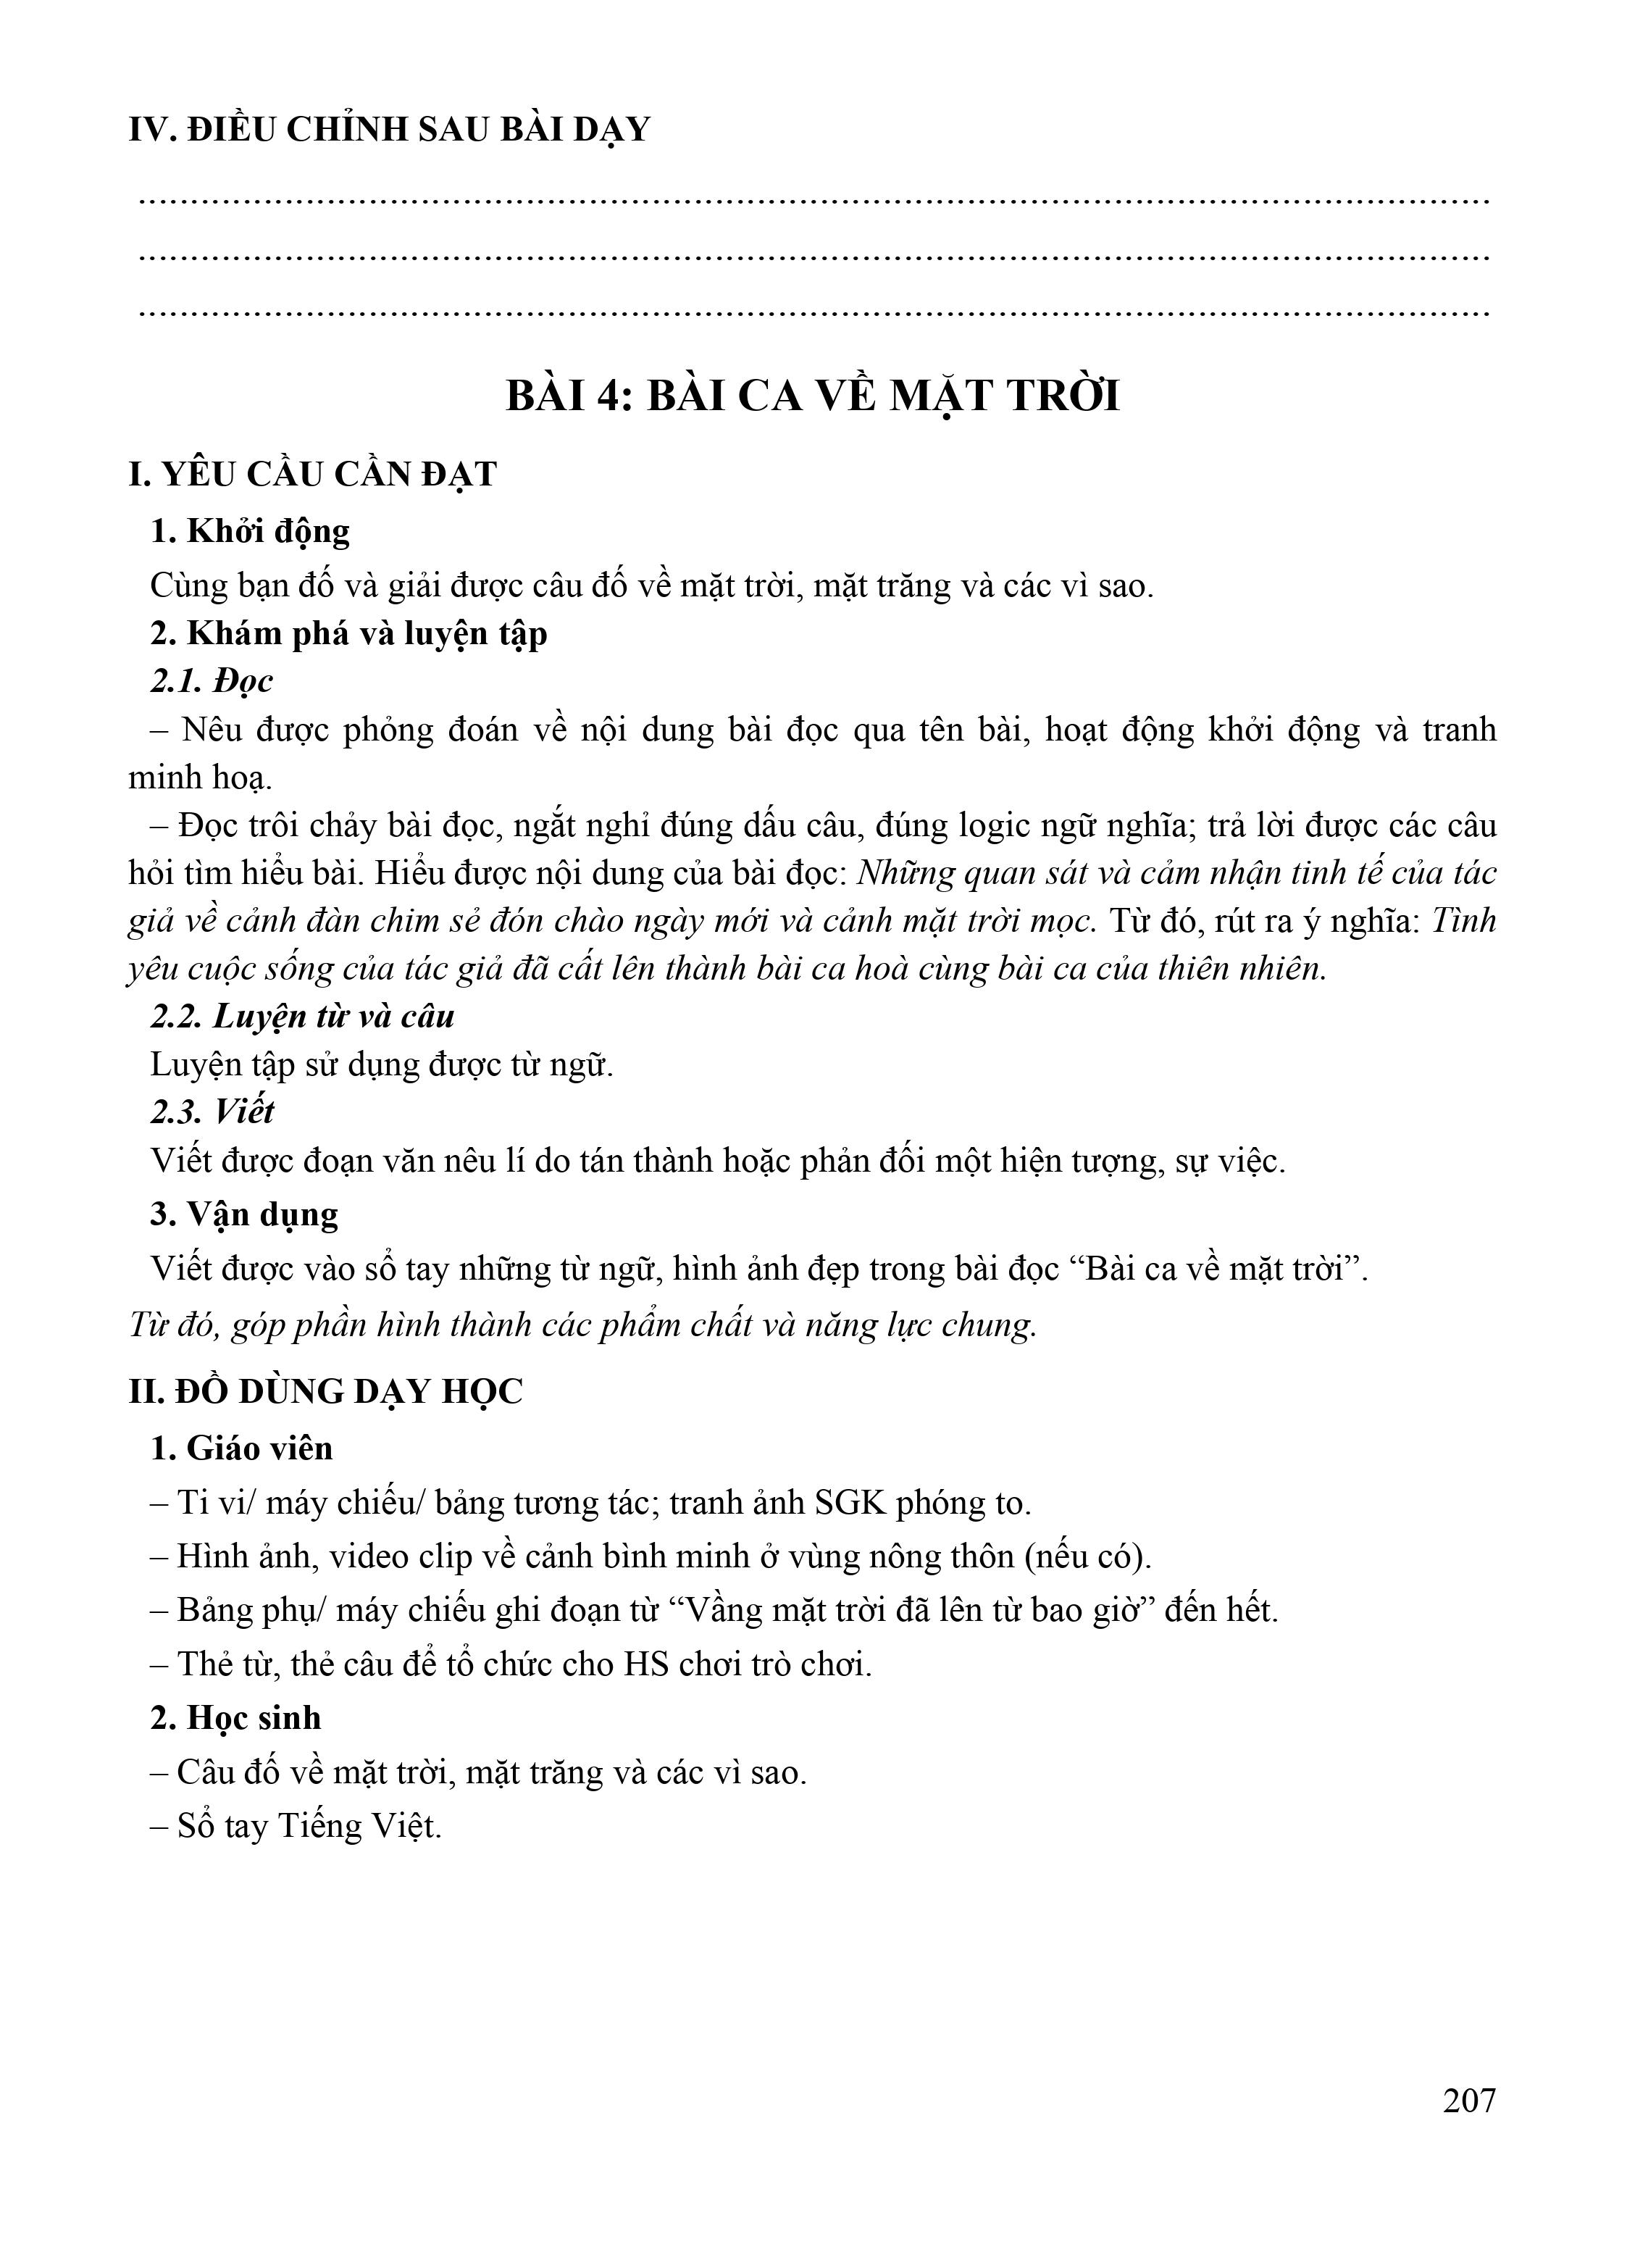 IV. ĐIỀU CHỈNH SAU BÀI DẠY
................................................................................................................................
................................................................................................................................
................................................................................................................................
BÀI 4: BÀI CA VỀ MẶT TRỜI
I. YÊU CẦU CẦN ĐẠT
1. Khởi động
Cùng bạn đố và giải được câu đố về mặt trời, mặt trăng và các vì sao.
2. Khám phá và luyện tập
2.1. Đọc
– Nêu được phỏng đoán về nội dung bài đọc qua tên bài, hoạt động khởi động và tranh
minh hoạ.
– Đọc trôi chảy bài đọc, ngắt nghỉ đúng dấu câu, đúng logic ngữ nghĩa; trả lời được các câu
hỏi tìm hiểu bài. Hiểu được nội dung của bài đọc: Những quan sát và cảm nhận tinh tế của tác
giả về cảnh đàn chim sẻ đón chào ngày mới và cảnh mặt trời mọc. Từ đó, rút ra ý nghĩa: Tình
yêu cuộc sống của tác giả đã cất lên thành bài ca hoà cùng bài ca của thiên nhiên.
2.2. Luyện từ và câu
Luyện tập sử dụng được từ ngữ.
2.3. Viết
Viết được đoạn văn nêu lí do tán thành hoặc phản đối một hiện tượng, sự việc.
3. Vận dụng
Viết được vào sổ tay những từ ngữ, hình ảnh đẹp trong bài đọc “Bài ca về mặt trời”.
Từ đó, góp phần hình thành các phẩm chất và năng lực chung.
II. ĐỒ DÙNG DẠY HỌC
1. Giáo viên
– Ti vi/ máy chiếu/ bảng tương tác; tranh ảnh SGK phóng to.
– Hình ảnh, video clip về cảnh bình minh ở vùng nông thôn (nếu có).
– Bảng phụ/ máy chiếu ghi đoạn từ “Vầng mặt trời đã lên từ bao giờ” đến hết.
– Thẻ từ, thẻ câu để tổ chức cho HS chơi trò chơi.
2. Học sinh
– Câu đố về mặt trời, mặt trăng và các vì sao.
– Sổ tay Tiếng Việt.
207